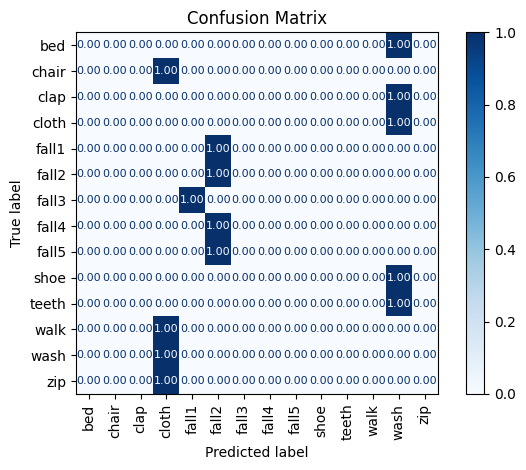 Confusion Matrix
True label
bed 0.00 0.00 0.00 0.00 0.00 0.00 0.00 0.00 0.00 0.00 0.00 0.00 1.00 0.00
chair 0.00 0.00 0.00 1.00 0.00 0.00 0.00 0.00 0.00 0.00 0.00 0.00 0.00 0.00
clap 0.00 0.00 0.00 0.00 0.00 0.00 0.00 0.00 0.00 0.00 0.00 0.00 1.00 0.00
cloth 0.00 0.00 0.00 0.00 0.00 0.00 0.00 0.00 0.00 0.00 0.00 0.00 1.00 0.00
fall1 0.00 0.00 0.00 0.00 0.00 1.00 0.00 0.00 0.00 0.00 0.00 0.00 0.00 0.00
fall2 0.00 0.00 0.00 0.00 0.00 1.00 0.00 0.00 0.00 0.00 0.00 0.00 0.00 0.00
fall3 0.00 0.00 0.00 0.00 1.00 0.00 0.00 0.00 0.00 0.00 0.00 0.00 0.00 0.00
fall4 0.00 0.00 0.00 0.00 0.00 1.00 0.00 0.00 0.00 0.00 0.00 0.00 0.00 0.00
fall5 0.00 0.00 0.00 0.00 0.00 1.00 0.00 0.00 0.00 0.00 0.00 0.00 0.00 0.00
shoe 0.00 0.00 0.00 0.00 0.00 0.00 0.00 0.00 0.00 0.00 0.00 0.00 1.00 0.00
teeth 0.00 0.00 0.00 0.00 0.00 0.00 0.00 0.00 0.00 0.00 0.00 0.00 1.00 0.00
walk 0.00 0.00 0.00 1.00 0.00 0.00 0.00 0.00 0.00 0.00 0.00 0.00 0.00 0.00
wash 0.00 0.00 0.00 1.00 0.00 0.00 0.00 0.00 0.00 0.00 0.00 0.00 0.00 0.00
zip 0.00 0.00 0.00 1.00 0.00 0.00 0.00 0.00 0.00 0.00 0.00 0.00 0.00 0.00
bed chair clap cloth fall1 fall2 fall3 fall4 fall5 shoe teeth walk wash zip
Predicted label
1.0
0.8
0.6
0.4
0.2
0.0